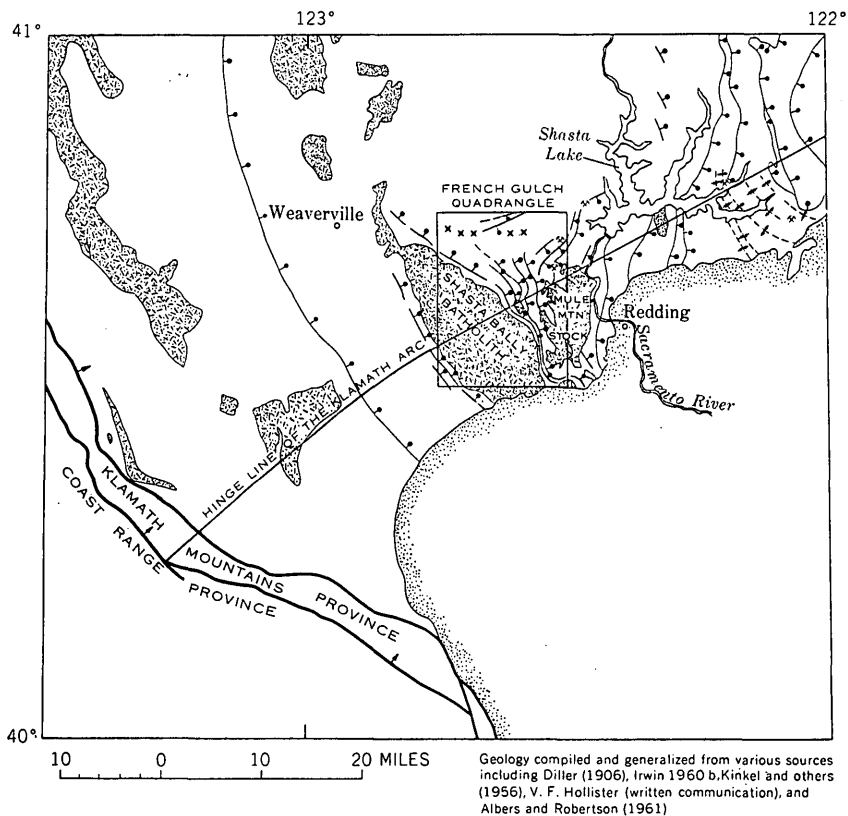 41°
123°
122°
Shasta
Lake
FRENCH GULCH
QUADRANGLE
Weaverville
SHASTA BALLY
BATHOLITH
MULE
MTN
STOCK
Redding
Sacramento River
HINGE LINE OF THE KLAMATH ARC
KLAMATH MOUNTAINS PROVINCE
COAST RANGE PROVINCE
40°
10 0 10 20 MILES
Geology compiled and generalized from various sources
including Diller (1906), Irwin 1960 b, Kinkel and others
(1956), V. F. Hollister (written communication), and
Albers and Robertson (1961)